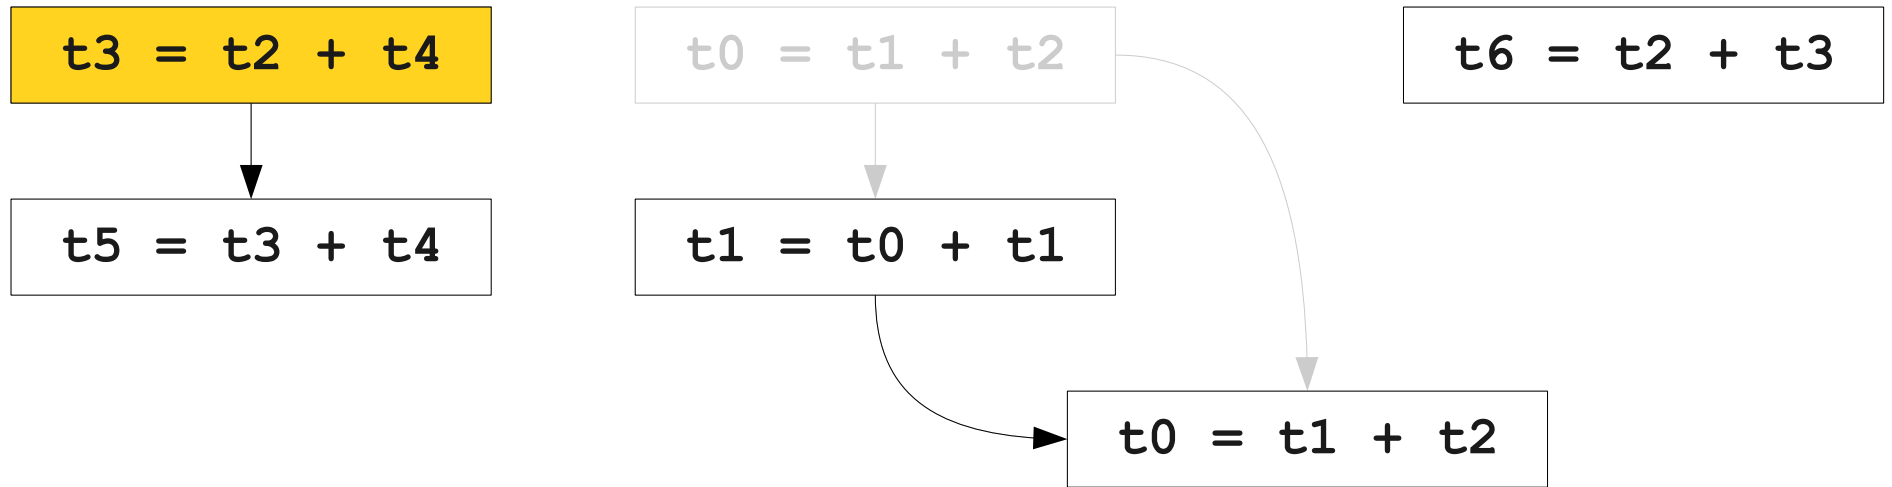 t3 = t2 + t4
t0 = t1 + t2
t6 = t2 + t3
t5 = t3 + t4
t1 = t0 + t1
t0 = t1 + t2